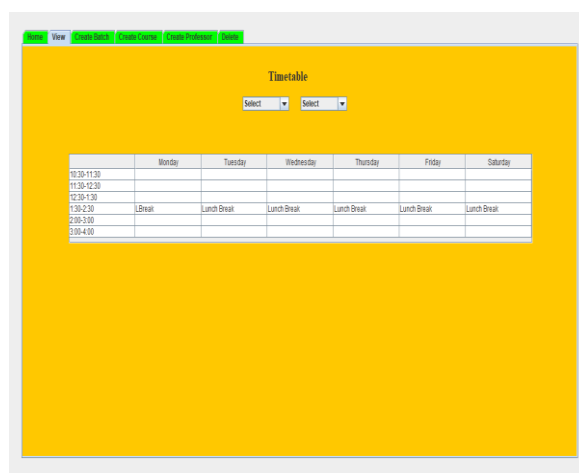 Home View Create Batch Create Course Create Professor Delete
Timetable
Select Select
Monday Tuesday Wednesday Thursday Friday Saturday
10:30-11:30
11:30-12:30
12:30-1:30
1:30-2:30 LBreak Lunch Break Lunch Break Lunch Break Lunch Break Lunch Break
2:00-3:00
3:00-4:00